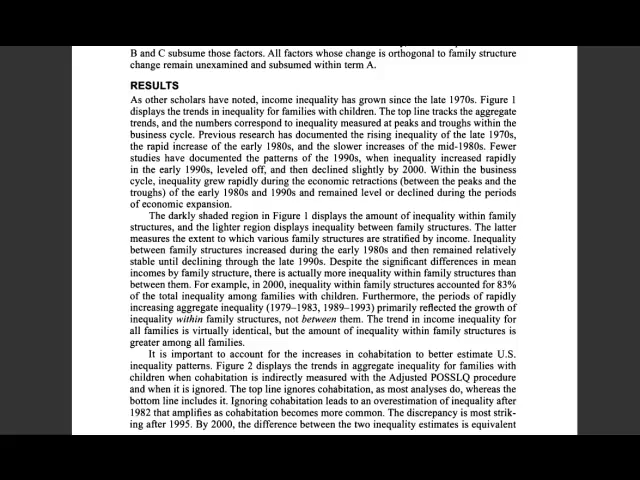 B and C subsume those factors. All factors whose change is orthogonal to family structure
change remain unexamined and subsumed within term A.
RESULTS
As other scholars have noted, income inequality has grown since the late 1970s. Figure 1
displays the trends in inequality for families with children. The top line tracks the aggregate
trends, and the numbers correspond to inequality measured at peaks and troughs within the
business cycle. Previous research has documented the rising inequality of the late 1970s,
the rapid increase of the early 1980s, and the slower increases of the mid-1980s. Fewer
studies have documented the patterns of the 1990s, when inequality increased rapidly
in the early 1990s, leveled off, and then declined slightly by 2000. Within the business
cycle, inequality grew rapidly during the economic retractions (between the peaks and the
troughs) of the early 1980s and 1990s and remained level or declined during the periods
of economic expansion.
The darkly shaded region in Figure 1 displays the amount of inequality within family
structures, and the lighter region displays inequality between family structures. The latter
measures the extent to which various family structures are stratified by income. Inequality
between family structures increased during the early 1980s and then remained relatively
stable until declining through the late 1990s. Despite the significant differences in mean
incomes by family structure, there is actually more inequality within family structures than
between them. For example, in 2000, inequality within family structures accounted for 83%
of the total inequality among families with children. Furthermore, the periods of rapidly
increasing aggregate inequality (1979–1983, 1989–1993) primarily reflected the growth of
inequality within family structures, not between them. The trend in income inequality for
all families is virtually identical, but the amount of inequality within family structures is
greater among all families.
It is important to account for the increases in cohabitation to better estimate U.S.
inequality patterns. Figure 2 displays the trends in aggregate inequality for families with
children when cohabitation is indirectly measured with the Adjusted POSSLQ procedure
and when it is ignored. The top line ignores cohabitation, as most analyses do, whereas the
bottom line includes it. Ignoring cohabitation leads to an overestimation of inequality after
1982 that amplifies as cohabitation becomes more common. The discrepancy is most strik-
ing after 1995. By 2000, the difference between the two inequality estimates is equivalent